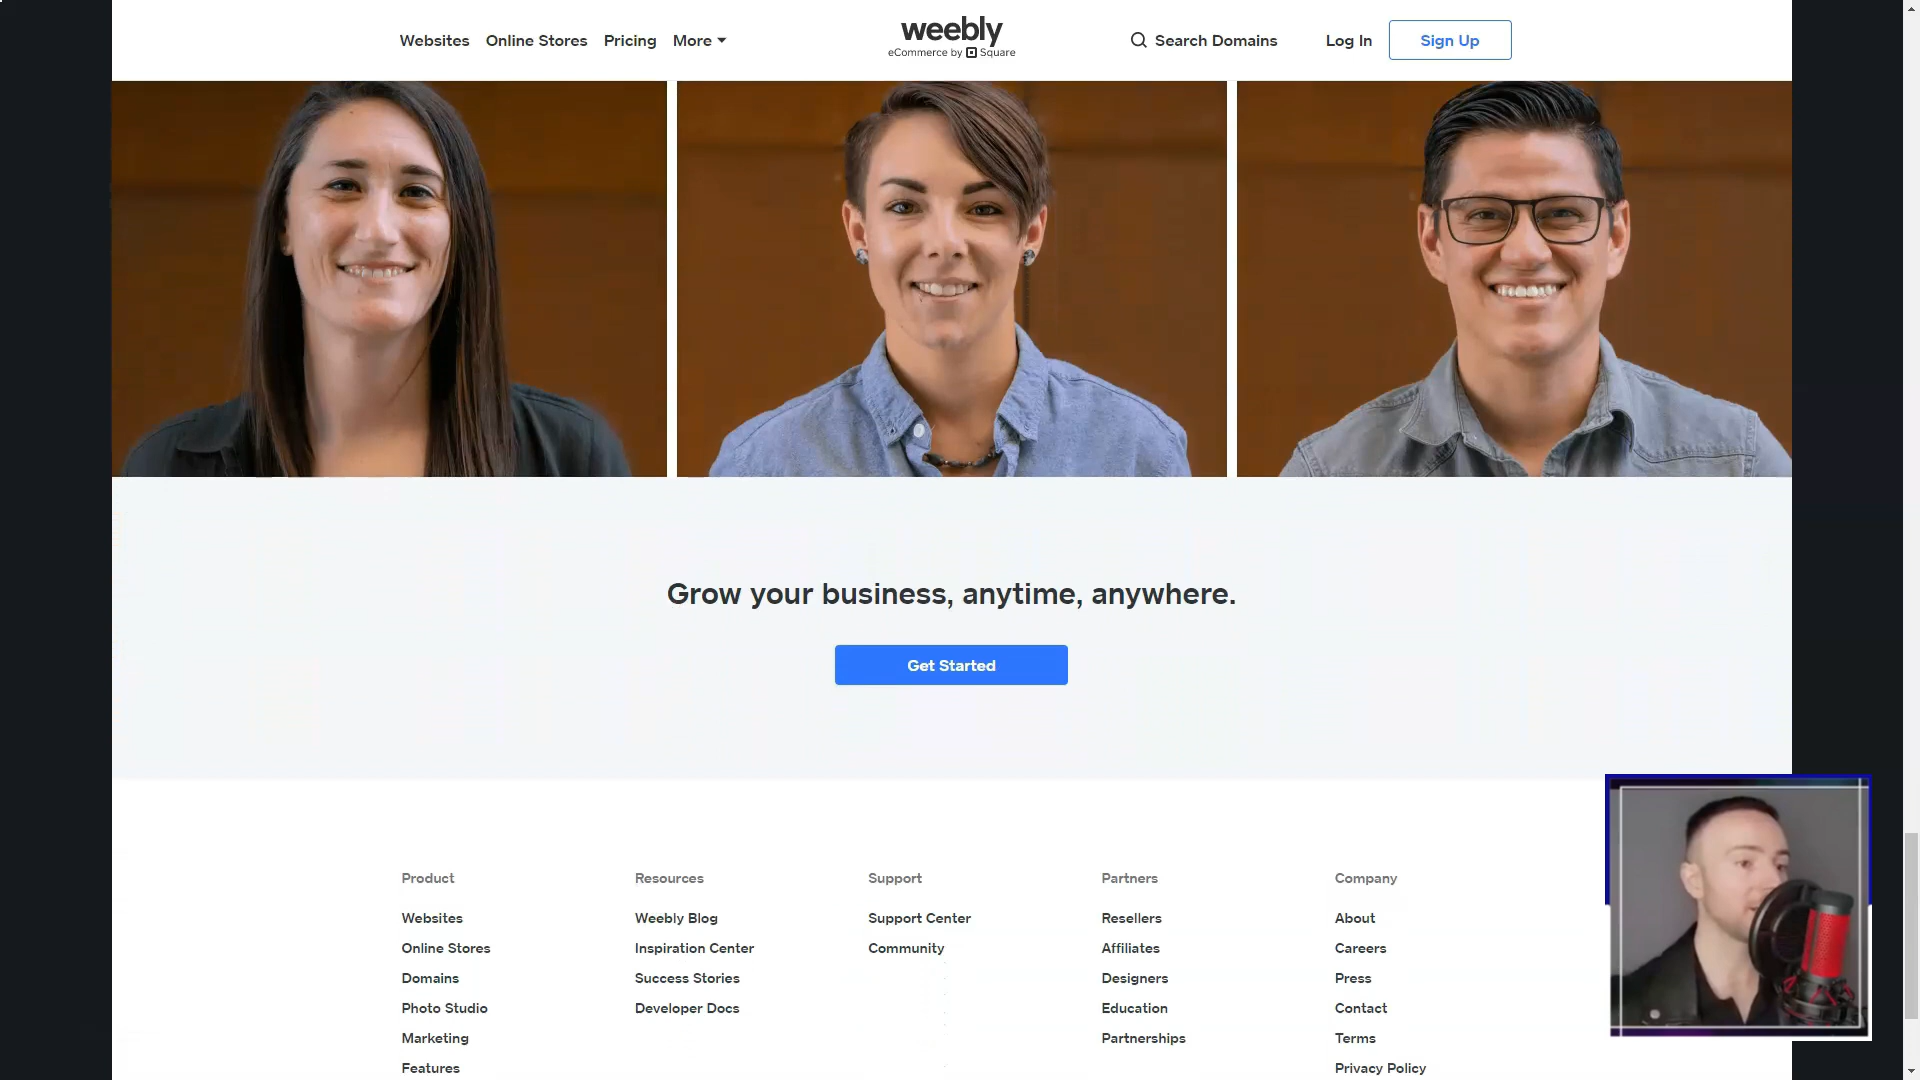 Websites Online Stores Pricing More
weebly
eCommerce by Square
Search Domains
Log In
Sign Up
Grow your business, anytime, anywhere.
Get Started
Product
Websites
Online Stores
Domains
Photo Studio
Marketing
Features
Resources
Weebly Blog
Inspiration Center
Success Stories
Developer Docs
Support
Support Center
Community
Partners
Resellers
Affiliates
Designers
Education
Partnerships
Company
About
Careers
Press
Contact
Terms
Privacy Policy